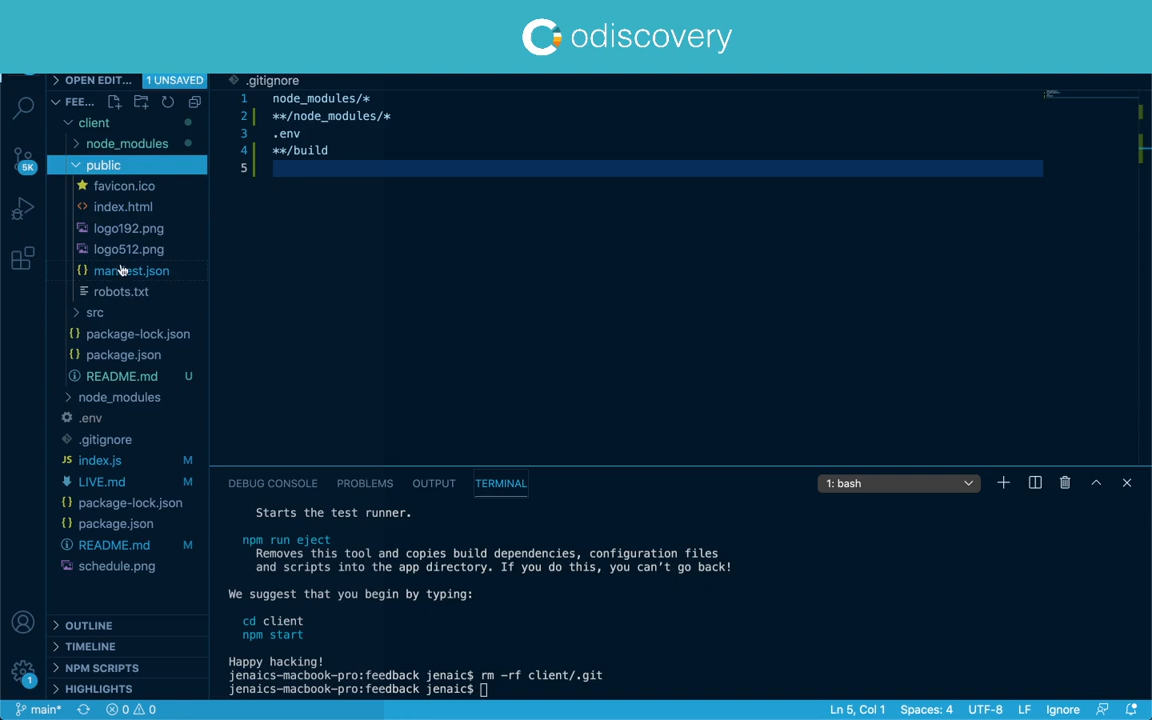 odiscovery
OPEN EDIT... 1 UNSAVED
FEE...
client
node_modules
public
favicon.ico
index.html
logo192.png
logo512.png
manifest.json
robots.txt
src
package-lock.json
package.json
README.md U
node_modules
.env
.gitignore
index.js M
LIVE.md M
package-lock.json
package.json
README.md M
schedule.png
OUTLINE
TIMELINE
NPM SCRIPTS
HIGHLIGHTS
5K
1
.gitignore
1 node_modules/*
2 **/node_modules/*
3 .env
4 **/build
5
DEBUG CONSOLE PROBLEMS OUTPUT TERMINAL 1: bash
Starts the test runner.
npm run eject
Removes this tool and copies build dependencies, configuration files
and scripts into the app directory. If you do this, you can't go back!
We suggest that you begin by typing:
cd client
npm start
Happy hacking!
jenaics-macbook-pro:feedback jenaic$ rm -rf client/.git
jenaics-macbook-pro:feedback jenaic$
main* 0 0 Ln 5, Col 1 Spaces: 4 UTF-8 LF Ignore